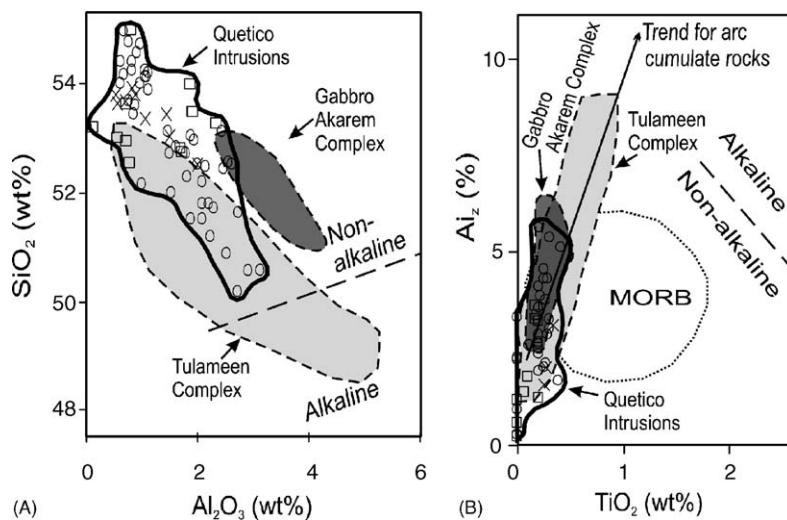 55
54
52
50
48
SiO₂ (wt%)
0
2
4
6
Al₂O₃ (wt%)
(A)
Quetico
Intrusions
Gabbro
Akarem
Complex
Non-
alkaline
Tulameen
Complex
Alkaline
10
5
0
Aiz (%)
0
1
2
TiO₂ (wt%)
(B)
Trend for arc
cumulate rocks
Gabbro
Akarem Complex
Tulameen
Complex
Alkaline
Non-alkaline
MORB
Quetico
Intrusions